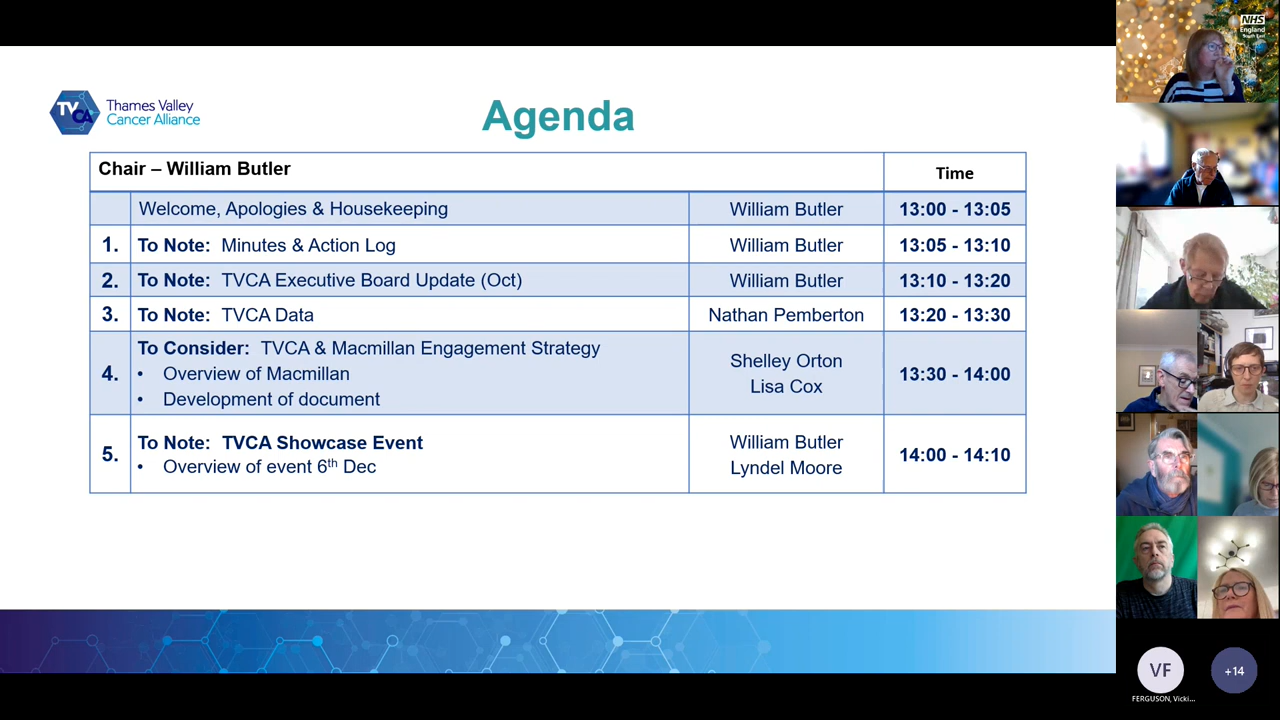 TVCA
Thames Valley
Cancer Alliance
Agenda
Chair – William Butler
Time
Welcome, Apologies & Housekeeping
William Butler
13:00 - 13:05
1.
To Note: Minutes & Action Log
William Butler
13:05 - 13:10
2.
To Note: TVCA Executive Board Update (Oct)
William Butler
13:10 - 13:20
3.
To Note: TVCA Data
Nathan Pemberton
13:20 - 13:30
4.
To Consider: TVCA & Macmillan Engagement Strategy
• Overview of Macmillan
• Development of document
Shelley Orton
Lisa Cox
13:30 - 14:00
5.
To Note: TVCA Showcase Event
• Overview of event 6th Dec
William Butler
Lyndel Moore
14:00 - 14:10
NHS
England
South East
VF
+14
FERGUSON, Vicki...